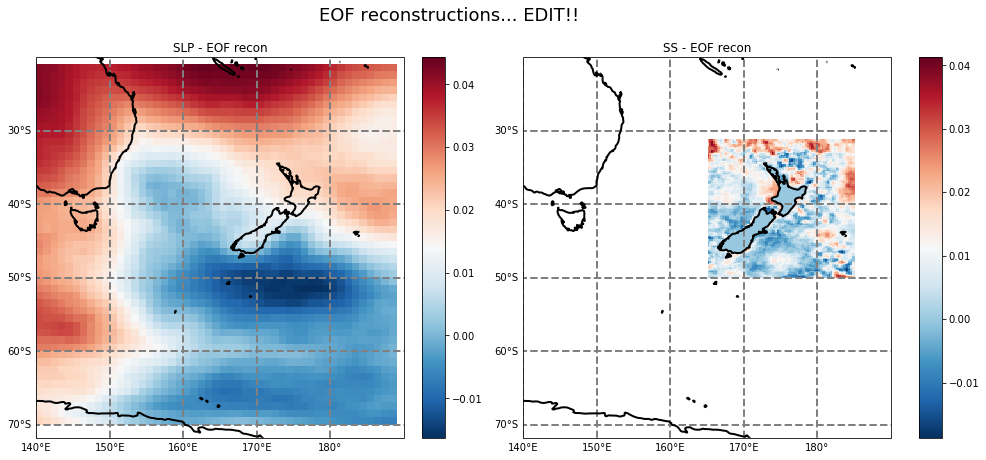 EOF reconstructions... EDIT!!
SLP - EOF recon
30°S
40°S
50°S
60°S
70°S
140°E 150°E 160°E 170°E 180°
0.04
0.03
0.02
0.01
0.00
−0.01
SS - EOF recon
30°S
40°S
50°S
60°S
70°S
140°E 150°E 160°E 170°E 180°
0.04
0.03
0.02
0.01
0.00
−0.01